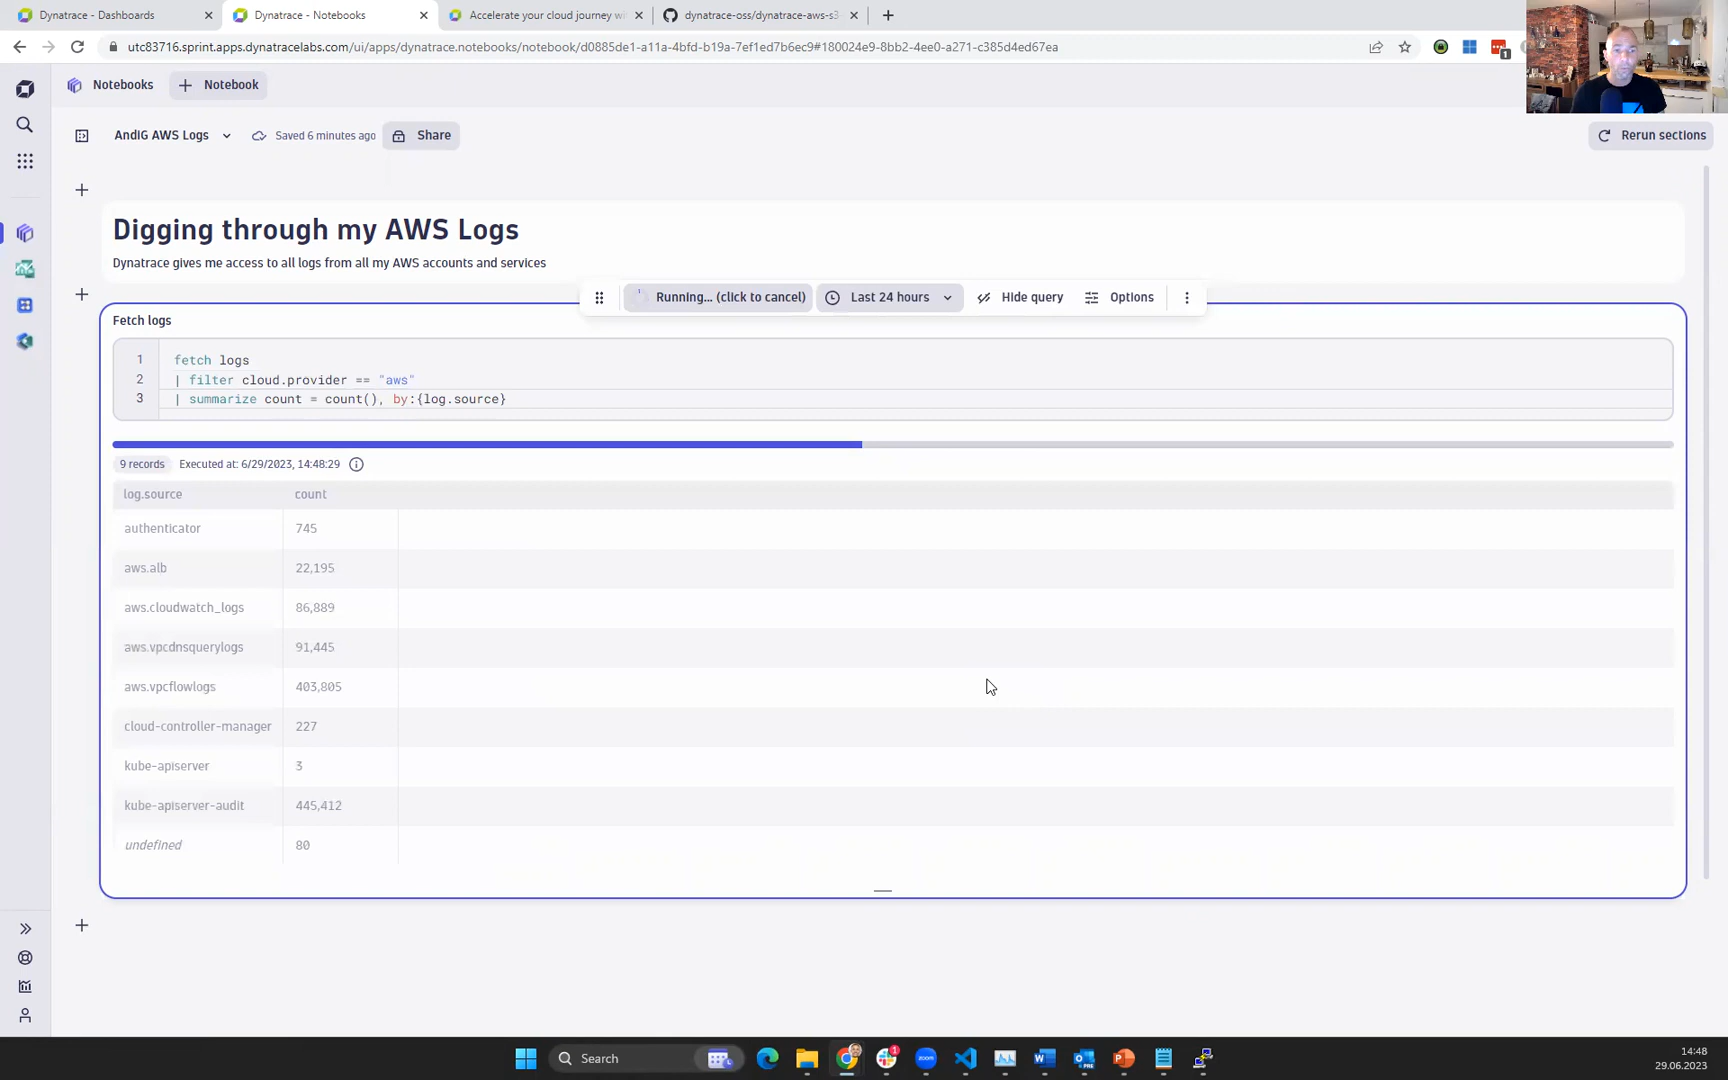 Dynatrace - Dashboards
Dynatrace - Notebooks
Accelerate your cloud journey wi
dynatrace-oss/dynatrace-aws-s3-
utc83716.sprint.apps.dynatracelabs.com/ui/apps/dynatrace.notebooks/notebook/d0885de1-a11a-4bfd-b19a-7ef1ed7b6ec9#180024e9-8bb2-4ee0-a271-c385d4ed67ea
1
Notebooks
Notebook
AndiG AWS Logs
Saved 6 minutes ago
Share
Rerun sections
Digging through my AWS Logs
Dynatrace gives me access to all logs from all my AWS accounts and services
Running... (click to cancel)
Last 24 hours
Hide query
Options
Fetch logs
1 fetch logs
2 | filter cloud.provider == "aws"
3 | summarize count = count(), by:{log.source}
9 records
Executed at: 6/29/2023, 14:48:29
log.source count
authenticator 745
aws.alb 22,195
aws.cloudwatch_logs 86,889
aws.vpcdnsquerylogs 91,445
aws.vpcflowlogs 403,805
cloud-controller-manager 227
kube-apiserver 3
kube-apiserver-audit 445,412
undefined 80
Search
1
zoom
PRE
14:48
29.06.2023